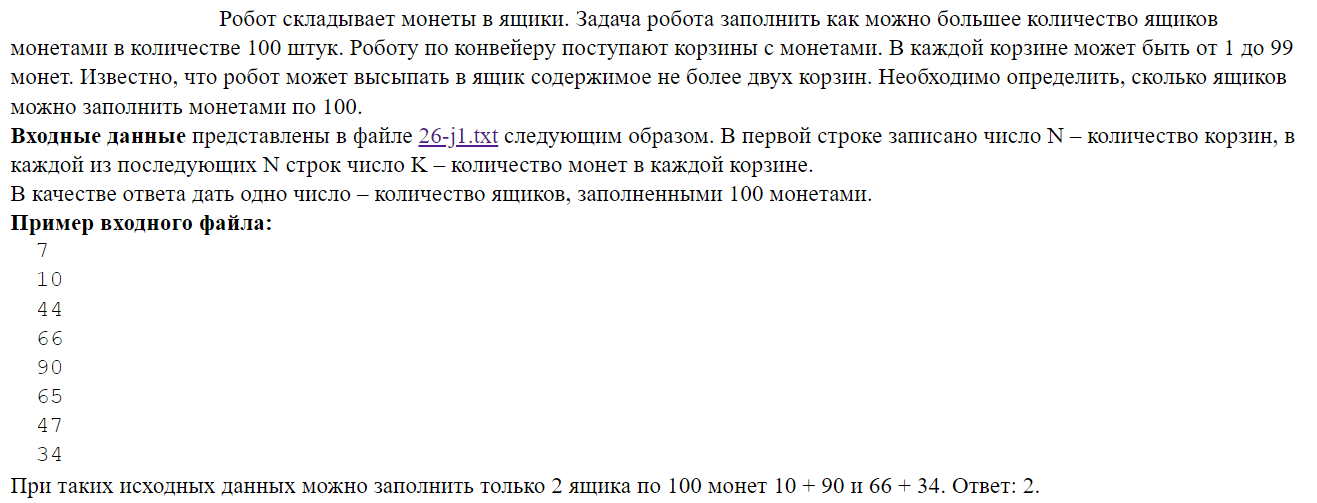 Робот складывает монеты в ящики. Задача робота заполнить как можно большее количество ящиков
монетами в количестве 100 штук. Роботу по конвейеру поступают корзины с монетами. В каждой корзине может быть от 1 до 99
монет. Известно, что робот может высыпать в ящик содержимое не более двух корзин. Необходимо определить, сколько ящиков
можно заполнить монетами по 100.
Входные данные представлены в файле 26-j1.txt следующим образом. В первой строке записано число N – количество корзин, в
каждой из последующих N строк число K – количество монет в каждой корзине.
В качестве ответа дать одно число – количество ящиков, заполненными 100 монетами.
Пример входного файла:
7
10
44
66
90
65
47
34
При таких исходных данных можно заполнить только 2 ящика по 100 монет 10 + 90 и 66 + 34. Ответ: 2.